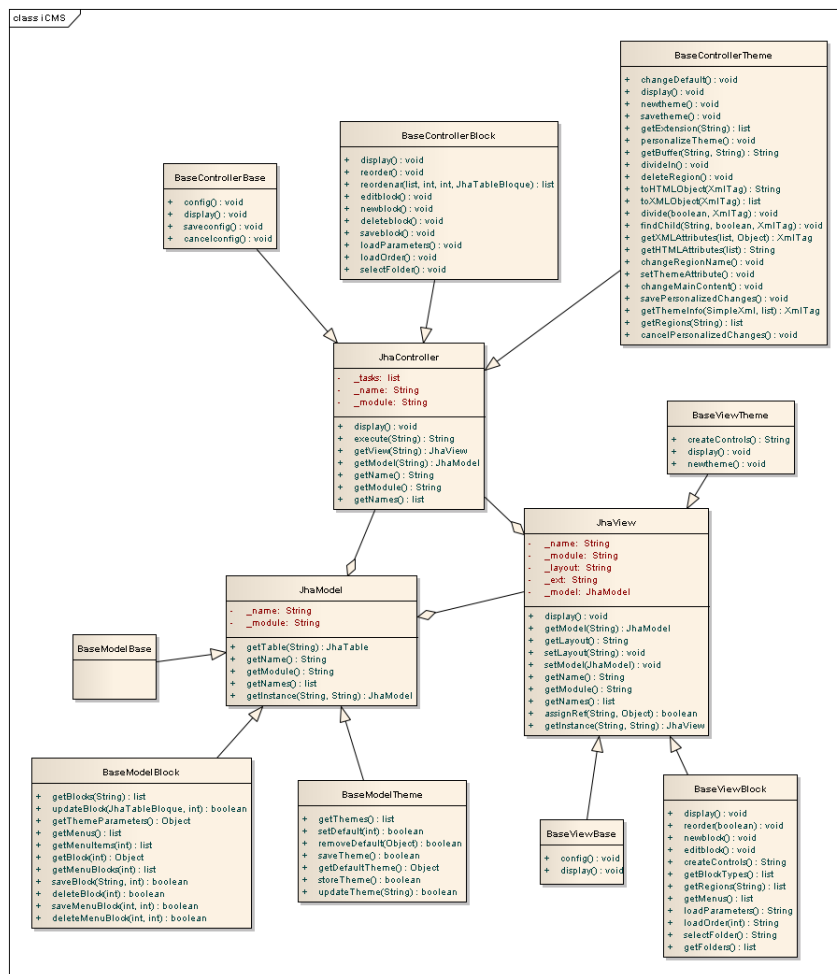 class iCMS
BaseControllerTheme
+ changeDefault() : void
+ display() : void
+ newtheme() : void
+ savetheme() : void
+ getExtension(String) : list
+ personalizeTheme() : void
+ getBuffer(String, String) : String
+ divideIn() : void
+ deleteRegion() : void
+ toHTMLObject(XmlTag) : String
+ toXMLObject(XmlTag) : list
+ divide(boolean, XmlTag) : void
+ findChild(String, boolean, XmlTag) : void
+ getXMLAttributes(list, Object) : XmlTag
+ getHTMLAttributes(list) : String
+ changeRegionName() : void
+ setThemeAttribute() : void
+ changeMainContent() : void
+ savePersonalizedChanges() : void
+ getThemeInfo(SimpleXml, list) : XmlTag
+ getRegions(String) : list
+ cancelPersonalizedChanges() : void
BaseControllerBlock
+ display() : void
+ reorder() : void
+ reordenar(list, int, int, JhaTableBloque) : list
+ editblock() : void
+ newblock() : void
+ deleteblock() : void
+ saveblock() : void
+ loadParameters() : void
+ loadOrder() : void
+ selectFolder() : void
BaseControllerBase
+ config() : void
+ display() : void
+ saveconfig() : void
+ cancelconfig() : void
JhaController
- _tasks: list
- _name: String
- _module: String
+ display() : void
+ execute(String) : String
+ getView(String) : JhaView
+ getModel(String) : JhaModel
+ getName() : String
+ getModule() : String
+ getNames() : list
BaseViewTheme
+ createControls() : String
+ display() : void
+ newtheme() : void
JhaView
- _name: String
- _module: String
- _layout: String
- _ext: String
- _model: JhaModel
+ display() : void
+ getModel(String) : JhaModel
+ getLayout() : String
+ setLayout(String) : void
+ setModel(JhaModel) : void
+ getName() : String
+ getModule() : String
+ getNames() : list
+ assignRef(String, Object) : boolean
+ getInstance(String, String) : JhaView
JhaModel
- _name: String
- _module: String
+ getTable(String) : JhaTable
+ getName() : String
+ getModule() : String
+ getNames() : list
+ getInstance(String, String) : JhaModel
BaseModelBase
BaseModelBlock
+ getBlocks(String) : list
+ updateBlock(JhaTableBloque, int) : boolean
+ getThemeParameters() : Object
+ getMenus() : list
+ getMenuItems(int) : list
+ getBlock(int) : Object
+ getMenuBlocks(int) : list
+ saveBlock(String, int) : boolean
+ deleteBlock(int) : boolean
+ saveMenuBlock(int, int) : boolean
+ deleteMenuBlock(int, int) : boolean
BaseModelTheme
+ getThemes() : list
+ setDefault(int) : boolean
+ removeDefault(Object) : boolean
+ saveTheme() : boolean
+ getDefaultTheme() : Object
+ storeTheme() : boolean
+ updateTheme(String) : boolean
BaseViewBase
+ config() : void
+ display() : void
BaseViewBlock
+ display() : void
+ reorder(boolean) : void
+ newblock() : void
+ editblock() : void
+ createControls() : String
+ getBlockTypes() : list
+ getRegions(String) : list
+ getMenus() : list
+ loadParameters() : String
+ loadOrder(int) : String
+ selectFolder() : String
+ getFolders() : list